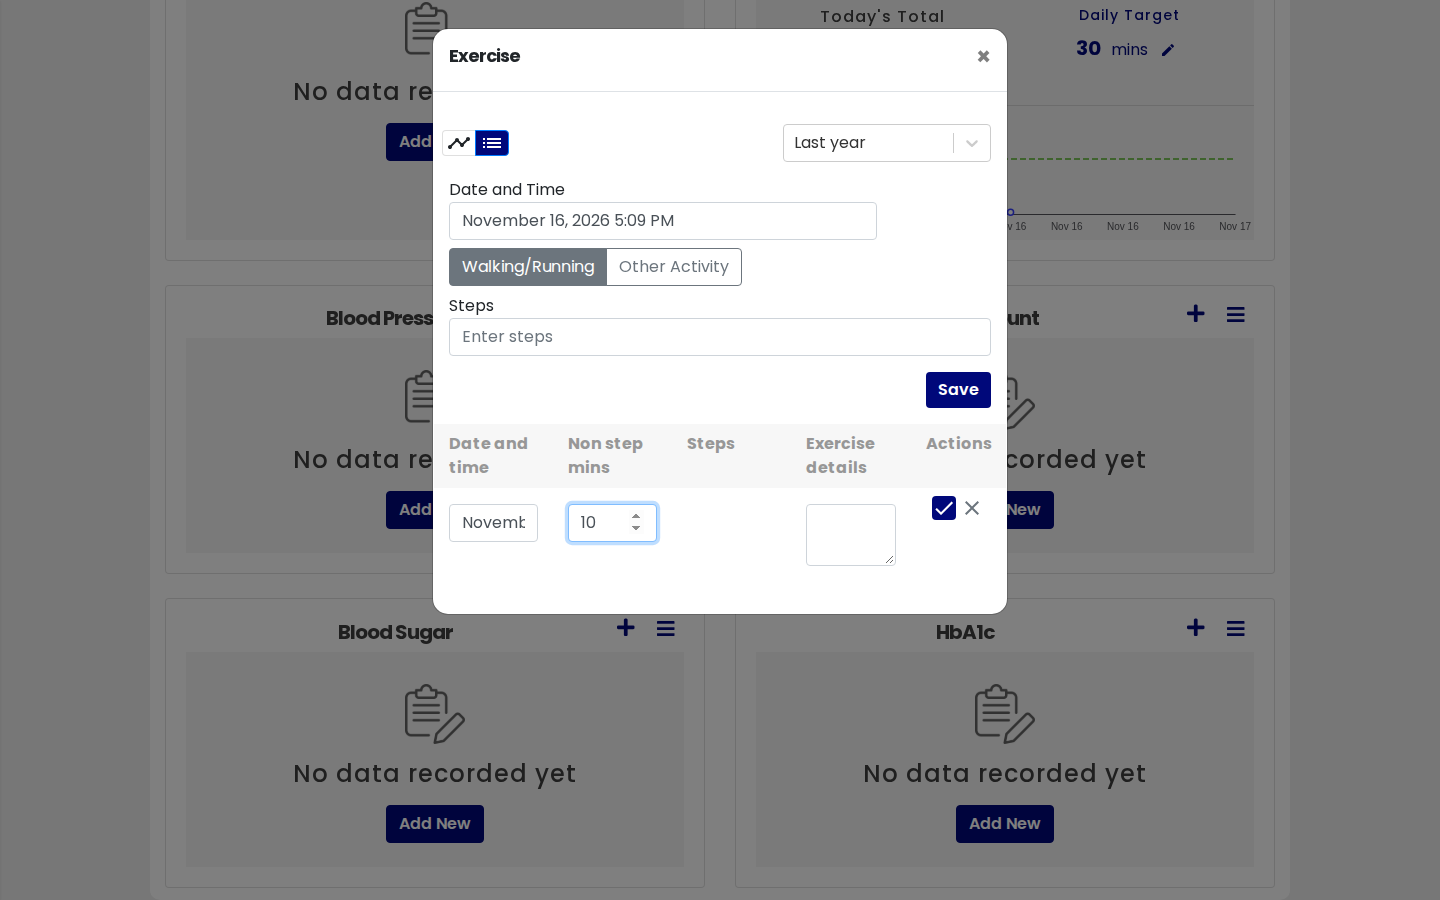 Today's Total
Daily Target
30 mins
No data re
Add
Exercise
×
Last year
Date and Time
November 16, 2026 5:09 PM
Walking/Running
Other Activity
Steps
Enter steps
Save
Date and time
Non step mins
Steps
Exercise details
Actions
Novemb
10
v 16
Nov 16
Nov 16
Nov 16
Nov 17
Blood Press
unt
No data re
corded yet
Add
New
Blood Sugar
HbA1c
No data recorded yet
No data recorded yet
Add New
Add New